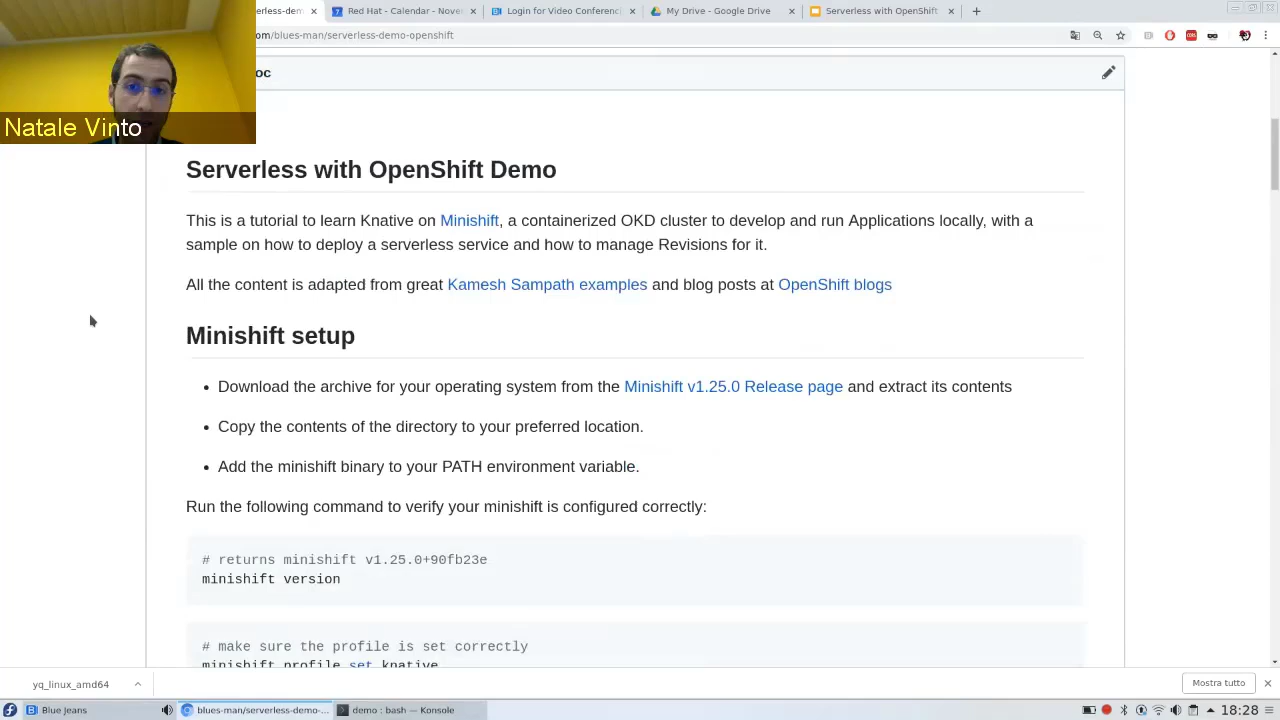 erless-dem
Red Hat - Calendar - Novem
Login for Video Conferenci
My Drive - Google Drive
Serverless with OpenShift
om/blues-man/serverless-demo-openshift
oc
Natale Vinto
Serverless with OpenShift Demo
This is a tutorial to learn Knative on Minishift, a containerized OKD cluster to develop and run Applications locally, with a
sample on how to deploy a serverless service and how to manage Revisions for it.
All the content is adapted from great Kamesh Sampath examples and blog posts at OpenShift blogs
Minishift setup
Download the archive for your operating system from the Minishift v1.25.0 Release page and extract its contents
Copy the contents of the directory to your preferred location.
Add the minishift binary to your PATH environment variable.
Run the following command to verify your minishift is configured correctly:
# returns minishift v1.25.0+90fb23e
minishift version
# make sure the profile is set correctly
minishift profile set knative
yq_linux_amd64
Mostra tutto
Blue Jeans
blues-man/serverless-demo-...
demo : bash — Konsole
18:28